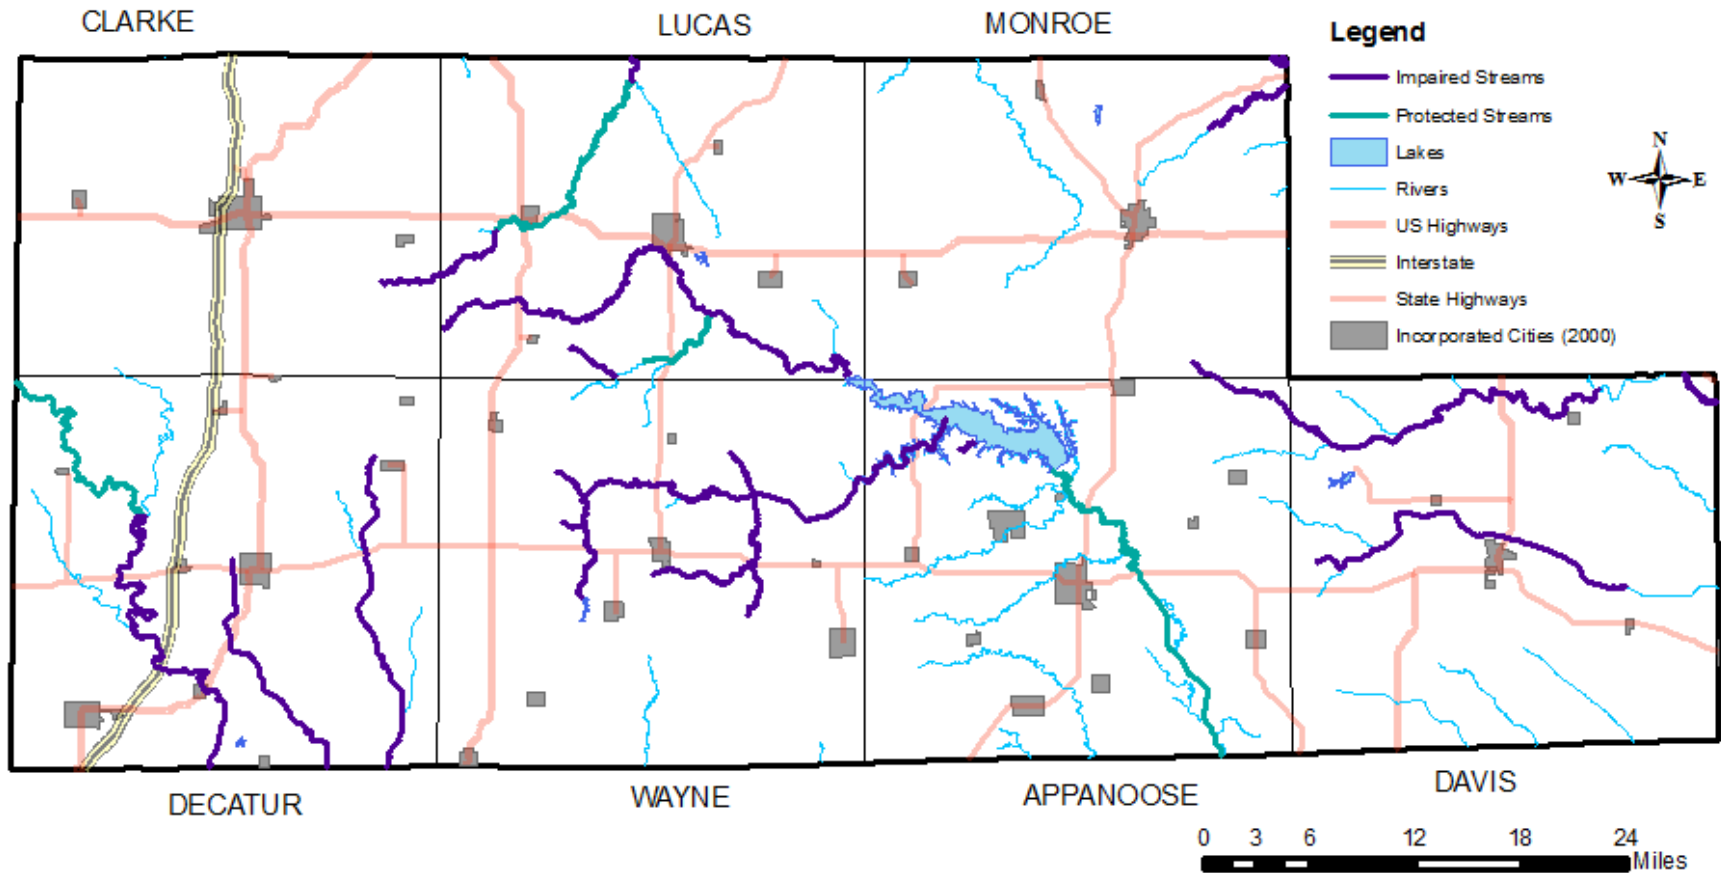 CLARKE
LUCAS
MONROE
Legend
Impaired Streams
Protected Streams
Lakes
Rivers
US Highways
Interstate
State Highways
Incorporated Cities (2000)
N
W E
S
DECATUR
WAYNE
APPANOOSE
DAVIS
0 3 6 12 18 24
Miles